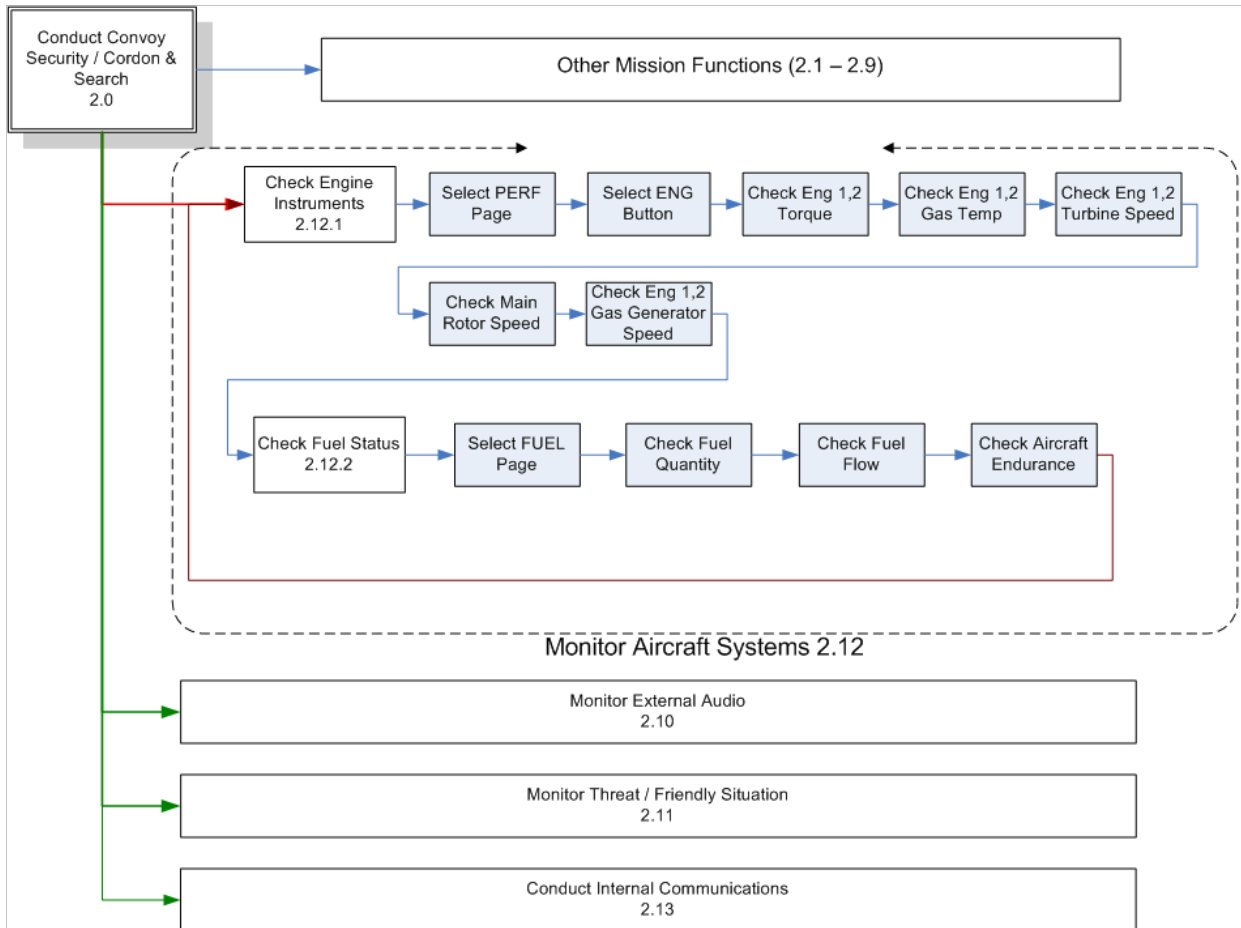 Conduct Convoy
Security / Cordon &
Search
2.0
Other Mission Functions (2.1 – 2.9)
Check Engine
Instruments
2.12.1
Select PERF
Page
Select ENG
Button
Check Eng 1,2
Torque
Check Eng 1,2
Gas Temp
Check Eng 1,2
Turbine Speed
Check Main
Rotor Speed
Check Eng 1,2
Gas Generator
Speed
Check Fuel Status
2.12.2
Select FUEL
Page
Check Fuel
Quantity
Check Fuel
Flow
Check Aircraft
Endurance
Monitor Aircraft Systems 2.12
Monitor External Audio
2.10
Monitor Threat / Friendly Situation
2.11
Conduct Internal Communications
2.13